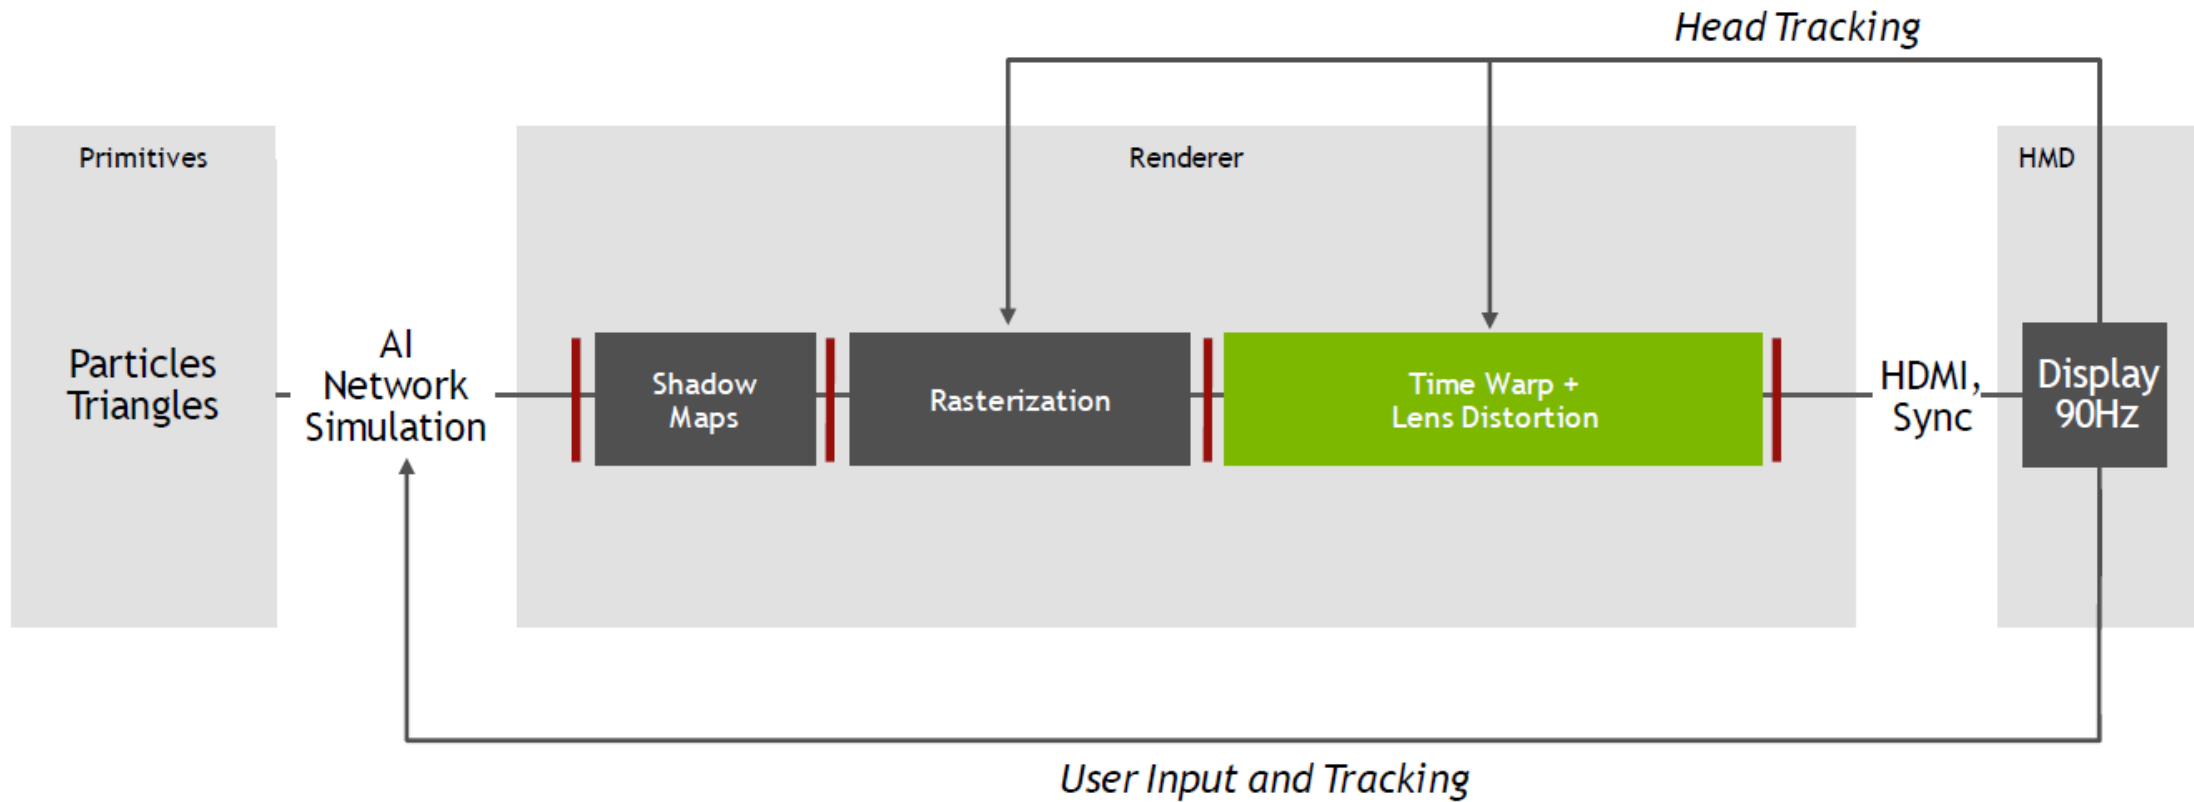 Head Tracking
Primitives
Renderer
HMD
Particles
Triangles
AI
Network
Simulation
Shadow
Maps
Rasterization
Time Warp +
Lens Distortion
HDMI,
Sync
Display
90Hz
User Input and Tracking